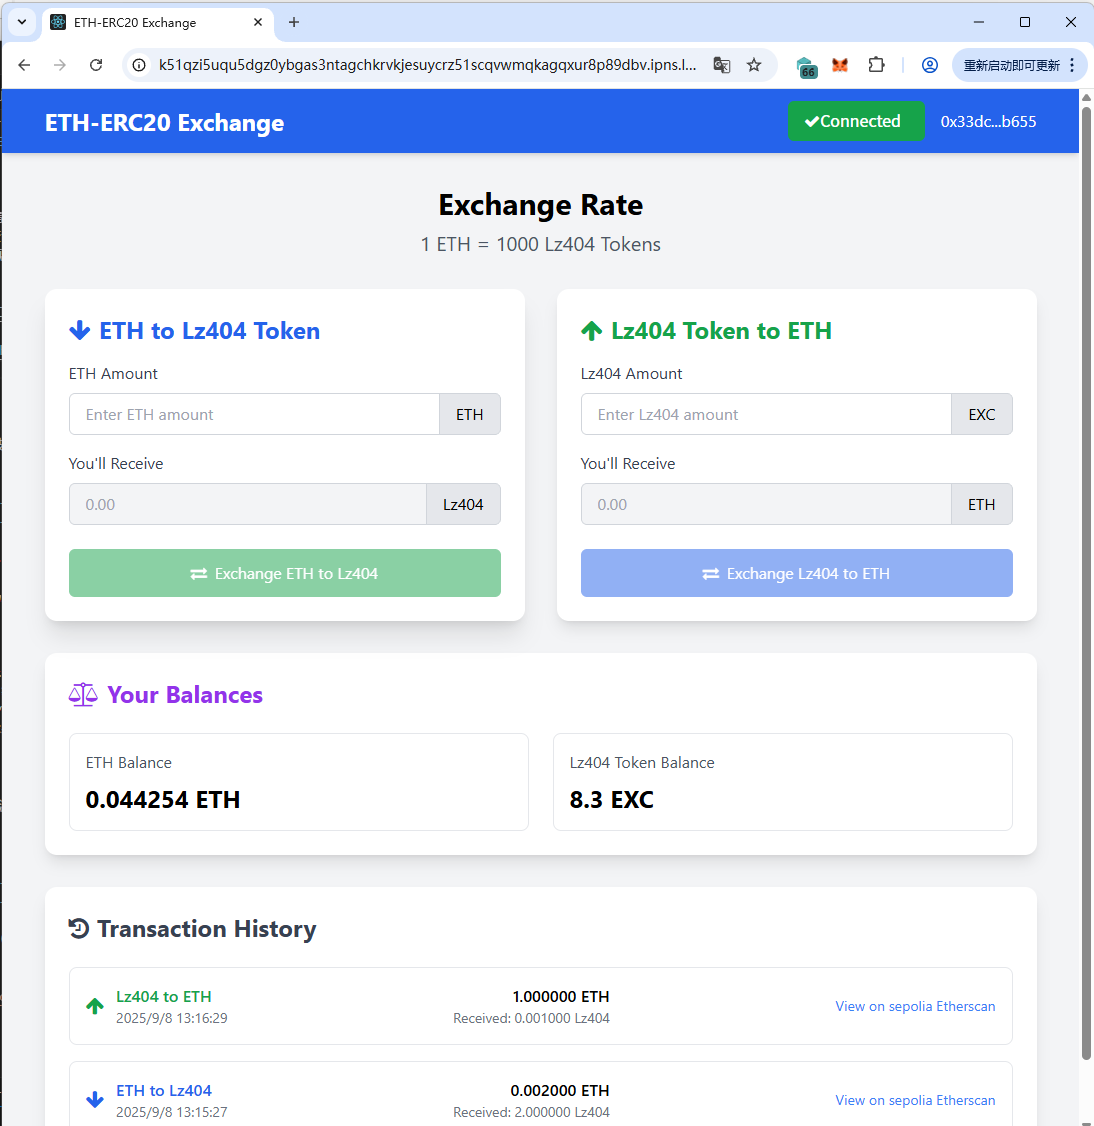 ETH-ERC20 Exchange
k51qzi5uqu5dgz0ybgas3ntagchkrvkjesuycrz51scqvwmqkagqxur8p89dbv.ipns.l...
66
重新启动即可更新
ETH-ERC20 Exchange
Connected
0x33dc...b655
Exchange Rate
1 ETH = 1000 Lz404 Tokens
ETH to Lz404 Token
ETH Amount
Enter ETH amount
ETH
You'll Receive
0.00
Lz404
Exchange ETH to Lz404
Lz404 Token to ETH
Lz404 Amount
Enter Lz404 amount
EXC
You'll Receive
0.00
ETH
Exchange Lz404 to ETH
Your Balances
ETH Balance
0.044254 ETH
Lz404 Token Balance
8.3 EXC
Transaction History
Lz404 to ETH
2025/9/8 13:16:29
1.000000 ETH
Received: 0.001000 Lz404
View on sepolia Etherscan
ETH to Lz404
2025/9/8 13:15:27
0.002000 ETH
Received: 2.000000 Lz404
View on sepolia Etherscan